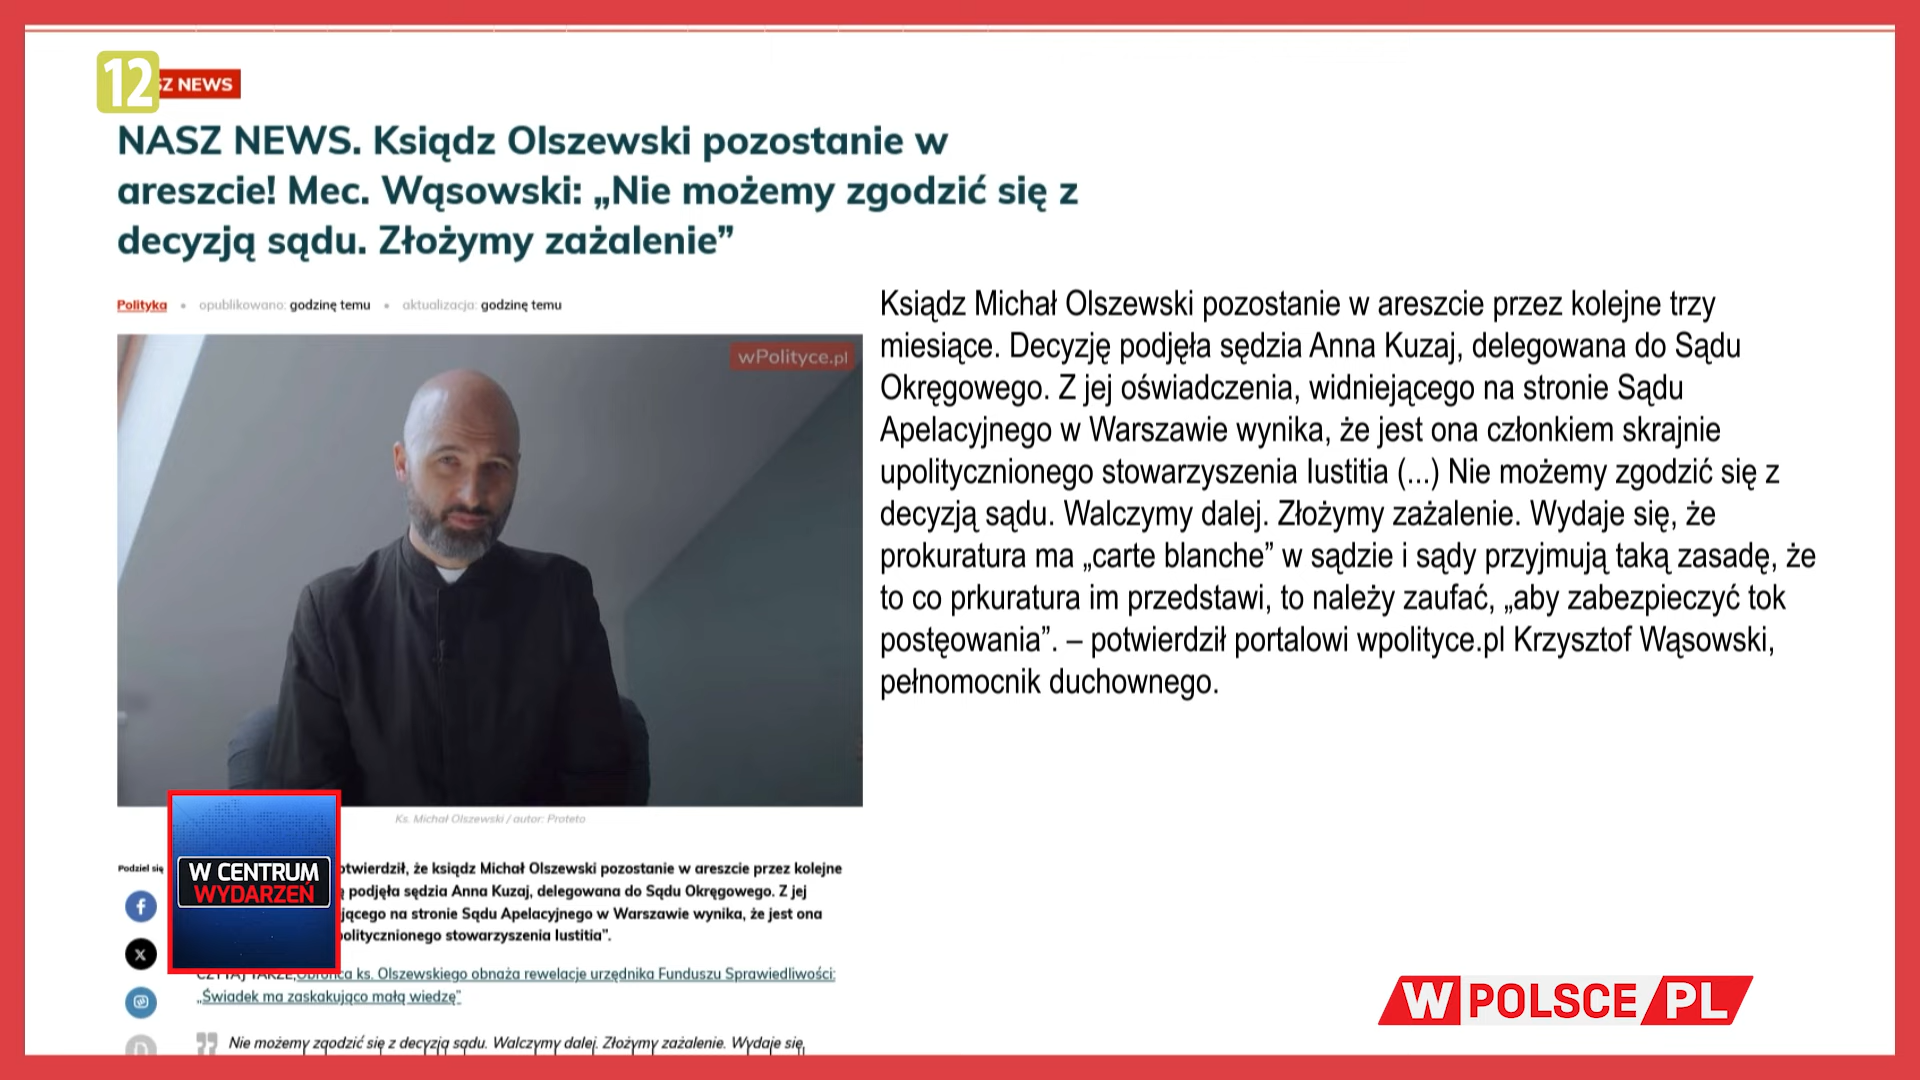 12
SZ NEWS
NASZ NEWS. Ksiądz Olszewski pozostanie w
areszcie! Mec. Wąsowski: „Nie możemy zgodzić się z
decyzją sądu. Złożymy zażalenie”
Polityka • opublikowano: godzinę temu • aktualizacja: godzinę temu
wPolityce.pl
Ks. Michał Olszewski / autor: Proteto
Ksiądz Michał Olszewski pozostanie w areszcie przez kolejne trzy
miesiące. Decyzję podjęła sędzia Anna Kuzaj, delegowana do Sądu
Okręgowego. Z jej oświadczenia, widniejącego na stronie Sądu
Apelacyjnego w Warszawie wynika, że jest ona członkiem skrajnie
upolitycznionego stowarzyszenia Iustitia (...) Nie możemy zgodzić się z
decyzją sądu. Walczymy dalej. Złożymy zażalenie. Wydaje się, że
prokuratura ma „carte blanche” w sądzie i sądy przyjmują taką zasadę, że
to co prkuratura im przedstawi, to należy zaufać, „aby zabezpieczyć tok
postęowania”. – potwierdził portalowi wpolityce.pl Krzysztof Wąsowski,
pełnomocnik duchownego.
Podziel się
otwierdził, że ksiądz Michał Olszewski pozostanie w areszcie przez kolejne
podjęła sędzia Anna Kuzaj, delegowana do Sądu Okręgowego. Z jej
jącego na stronie Sądu Apelacyjnego w Warszawie wynika, że jest ona
politycznionego stowarzyszenia Iustitia”.
W CENTRUM
WYDARZEŃ
CZYTAJ TAKŻE.Obrońca ks. Olszewskiego obnaża rewelacje urzędnika Funduszu Sprawiedliwości:
„Świadek ma zaskakująco małą wiedzę”
Nie możemy zgodzić się z decyzją sądu. Walczymy dalej. Złożymy zażalenie. Wydaje się,
W POLSCE PL